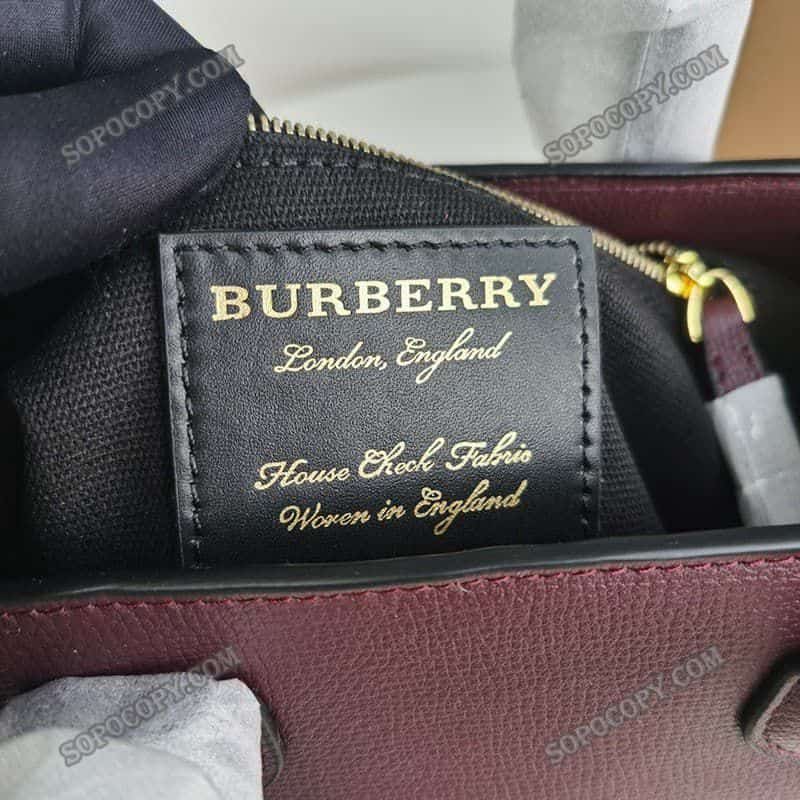 SOPOCOPY.COM
SOPOCOPY.COM
BURBERRY
London, England
House Check Fabric
Woven in England
SOPOCOPY.COM
SOPOCOPY.COM